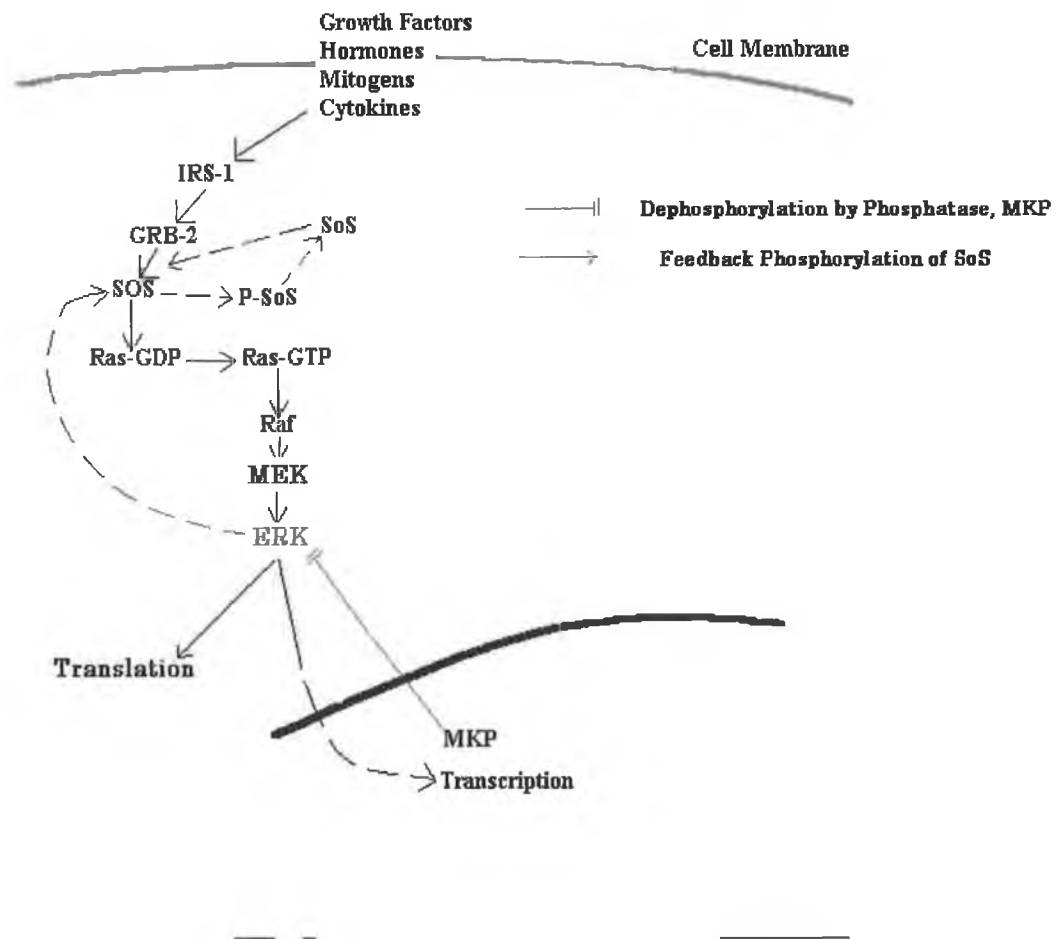 Growth Factors
Hormones
Mitogens
Cytokines
Cell Membrane
IRS-1
GRB-2
SoS
SOS
P-SoS
Dephosphorylation by Phosphatase, MKP
Feedback Phosphorylation of SoS
Ras-GDP
Ras-GTP
Raf
MEK
ERK
Translation
MKP
Transcription